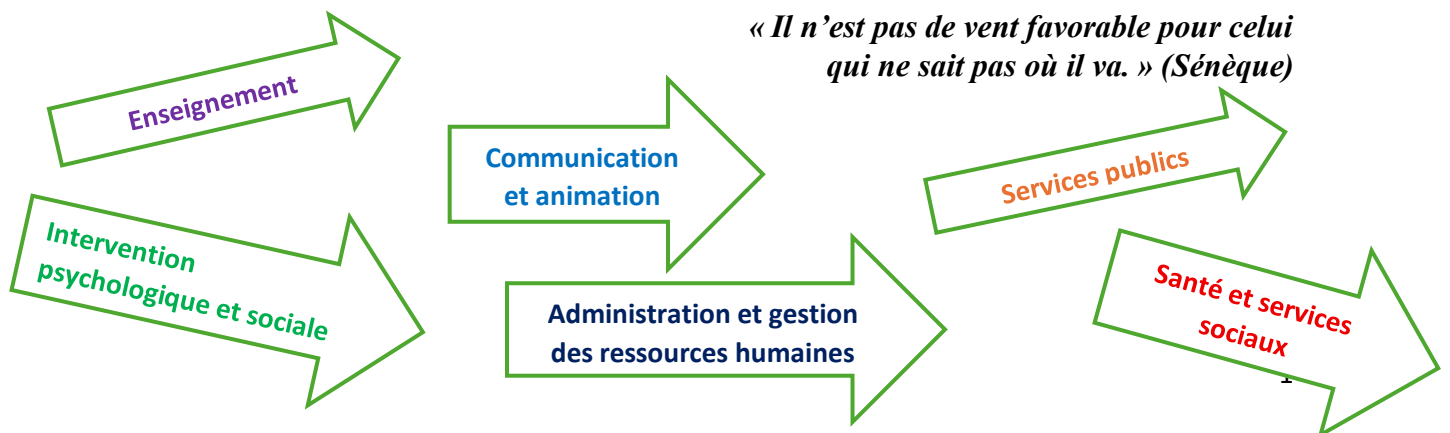 « Il n’est pas de vent favorable pour celui
qui ne sait pas où il va. » (Sénèque)
Enseignement
Communication
et animation
Services publics
Intervention
psychologique et sociale
Administration et gestion
des ressources humaines
Santé et services
sociaux
1